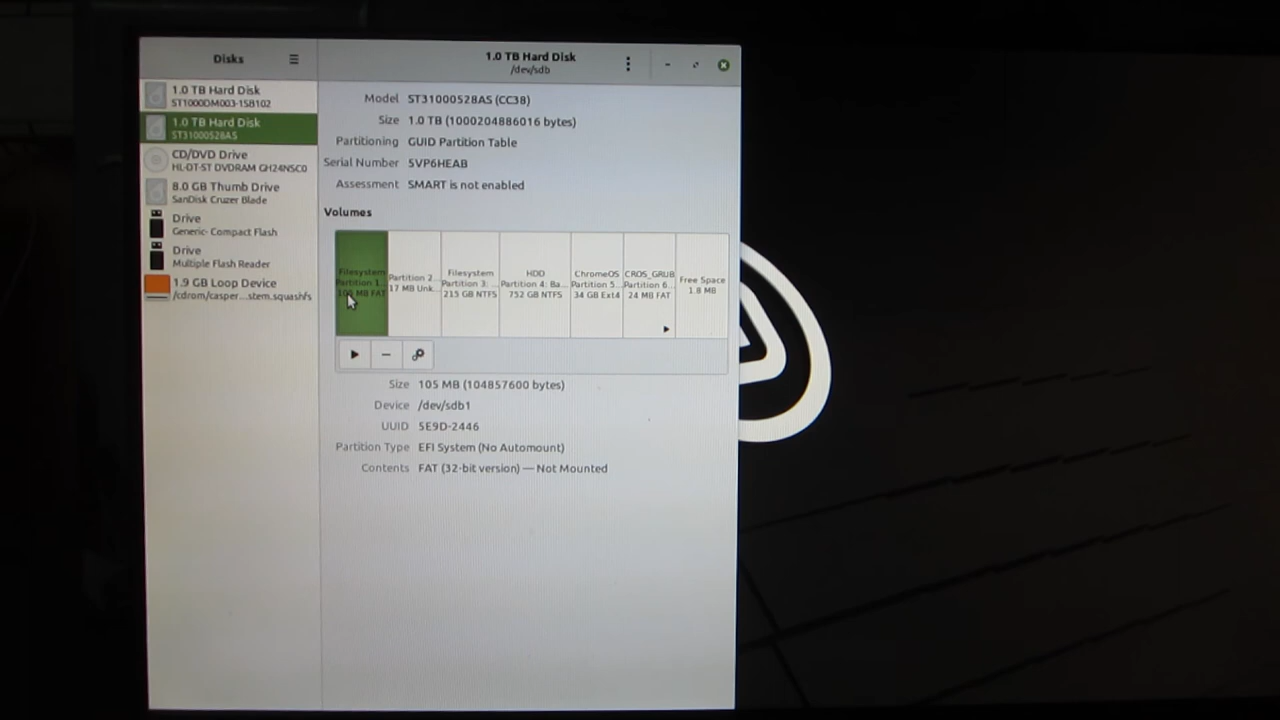 Disks
1.0 TB Hard Disk
/dev/sdb
1.0 TB Hard Disk
ST1000DM003-1SB102
1.0 TB Hard Disk
ST31000528AS
CD/DVD Drive
HL-DT-ST DVDRAM GH24NSC0
8.0 GB Thumb Drive
SanDisk Cruzer Blade
Drive
Generic- Compact Flash
Drive
Multiple Flash Reader
1.9 GB Loop Device
/cdrom/casper...stem.squashfs
Model ST31000528AS (CC38)
Size 1.0 TB (1000204886016 bytes)
Partitioning GUID Partition Table
Serial Number 5VP6HEAB
Assessment SMART is not enabled
Volumes
Filesystem
Partition 1...
105 MB FAT
Partition 2...
17 MB Unk...
Filesystem
Partition 3: ...
215 GB NTFS
HDD
Partition 4: Ba...
752 GB NTFS
ChromeOS
Partition 5...
34 GB Ext4
CROS_GRUB
Partition 6...
24 MB FAT
Free Space
1.8 MB
Size 105 MB (104857600 bytes)
Device /dev/sdb1
UUID 5E9D-2446
Partition Type EFI System (No Automount)
Contents FAT (32-bit version) — Not Mounted